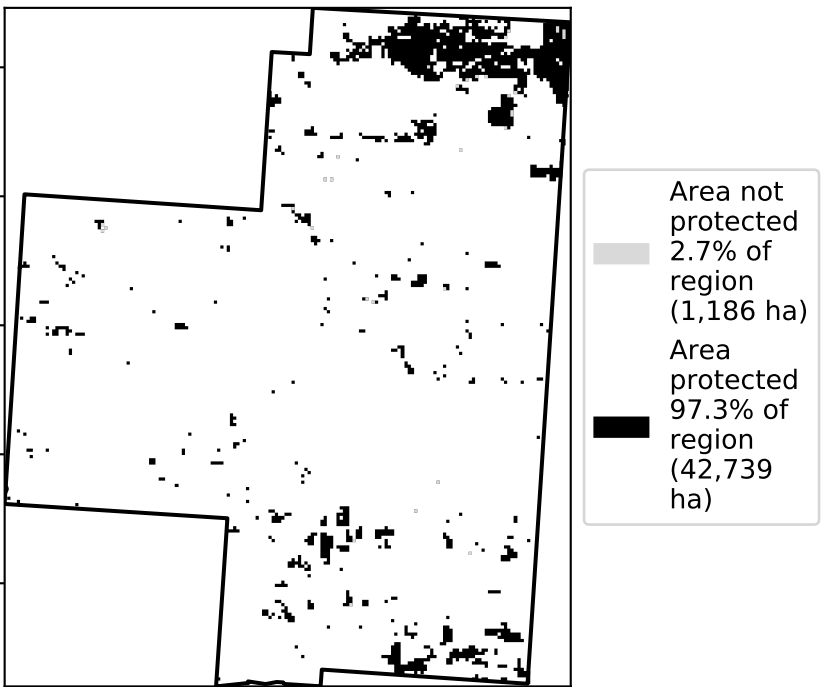 Area not
protected
2.7% of
region
(1,186 ha)
Area
protected
97.3% of
region
(42,739
ha)